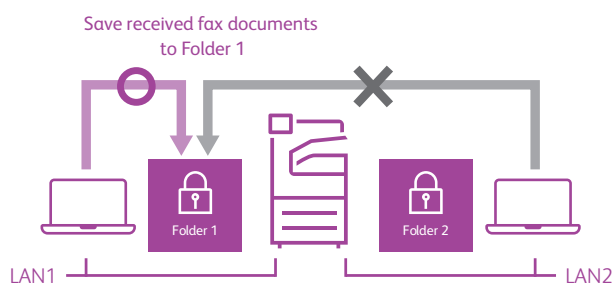 Save received fax documents
to Folder 1
Folder 1
Folder 2
LAN1
LAN2